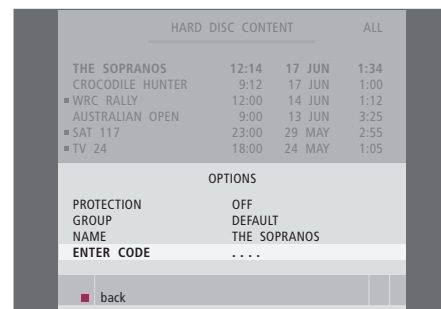 HARD DISC CONTENT ALL
THE SOPRANOS 12:14 17 JUN 1:34
CROCODILE HUNTER 9:12 17 JUN 1:00
WRC RALLY 12:00 14 JUN 1:12
AUSTRALIAN OPEN 9:00 13 JUN 3:25
SAT 117 23:00 29 MAY 2:55
TV 24 18:00 24 MAY 1:05
OPTIONS
PROTECTION OFF
GROUP DEFAULT
NAME THE SOPRANOS
ENTER CODE ....
back